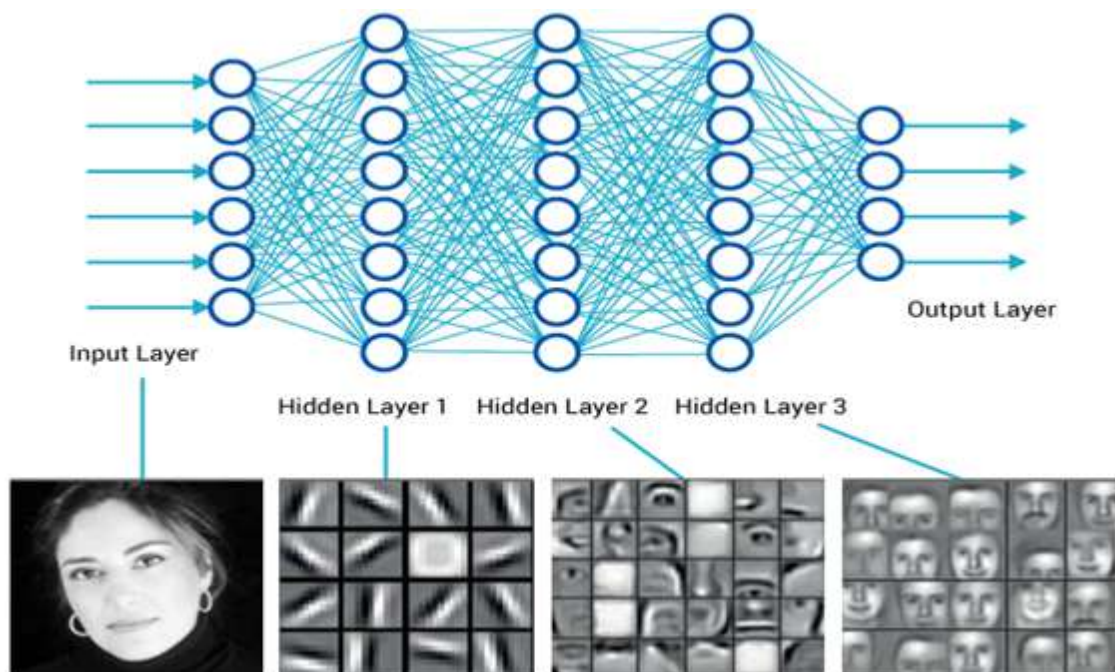 Output Layer
Input Layer
Hidden Layer 1
Hidden Layer 2
Hidden Layer 3